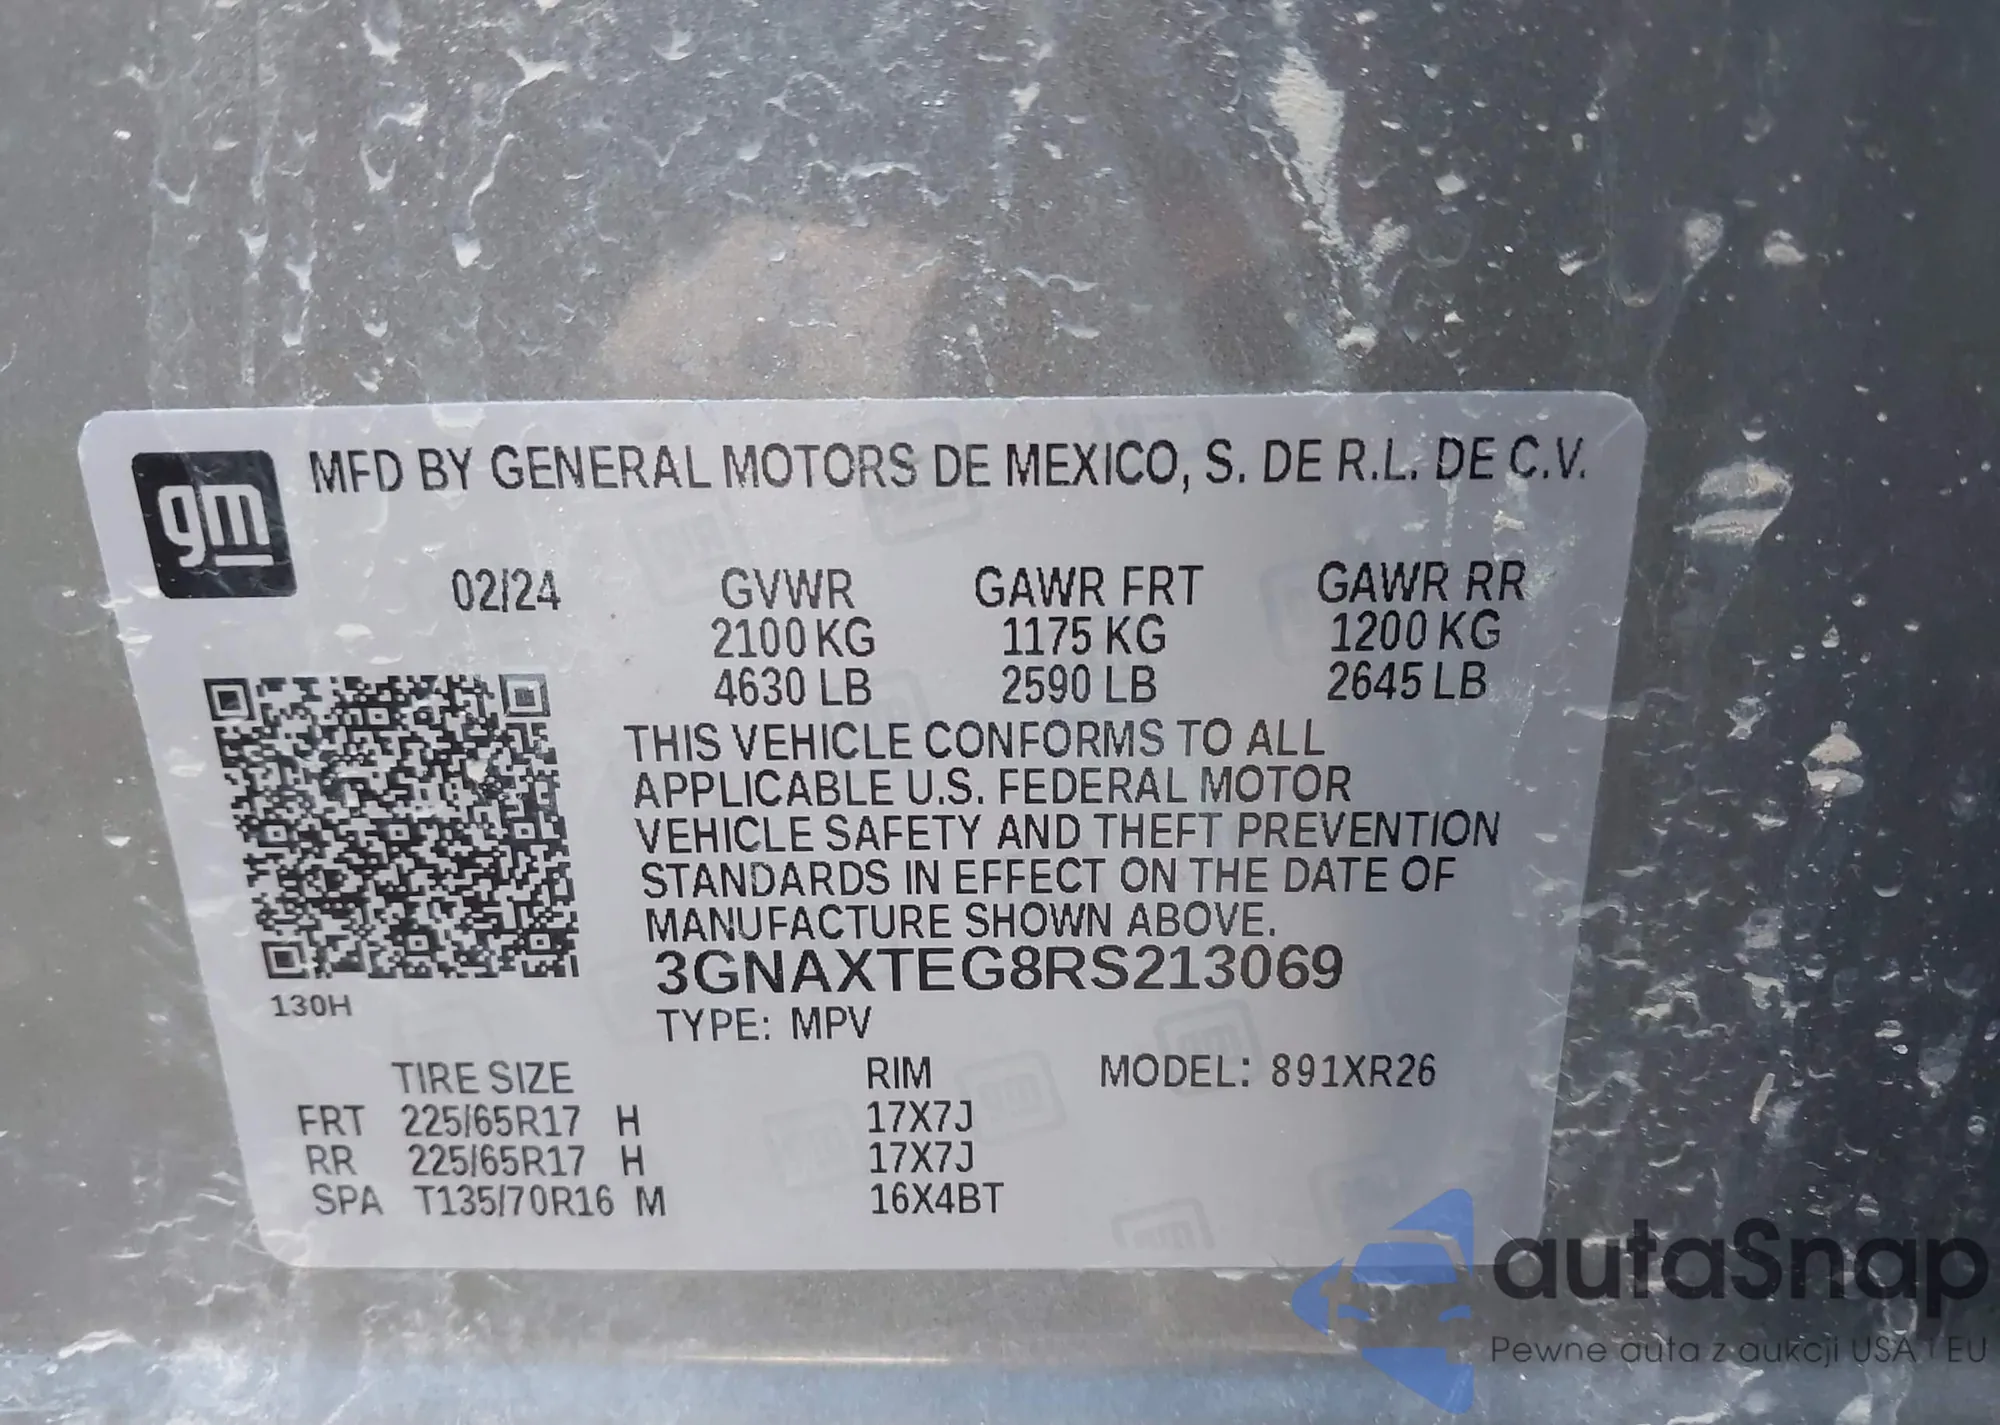 gm
MFD BY GENERAL MOTORS DE MEXICO, S. DE R.L. DE C.V.
02/24 GVWR GAWR FRT GAWR RR
2100 KG 1175 KG 1200 KG
4630 LB 2590 LB 2645 LB
THIS VEHICLE CONFORMS TO ALL
APPLICABLE U.S. FEDERAL MOTOR
VEHICLE SAFETY AND THEFT PREVENTION
STANDARDS IN EFFECT ON THE DATE OF
MANUFACTURE SHOWN ABOVE.
3GNAXTEG8RS213069
130H
TYPE: MPV
TIRE SIZE RIM MODEL: 891XR26
FRT 225/65R17 H 17X7J
RR 225/65R17 H 17X7J
SPA T135/70R16 M 16X4BT
autaSnap
Pewne auta z aukcji USA i EU